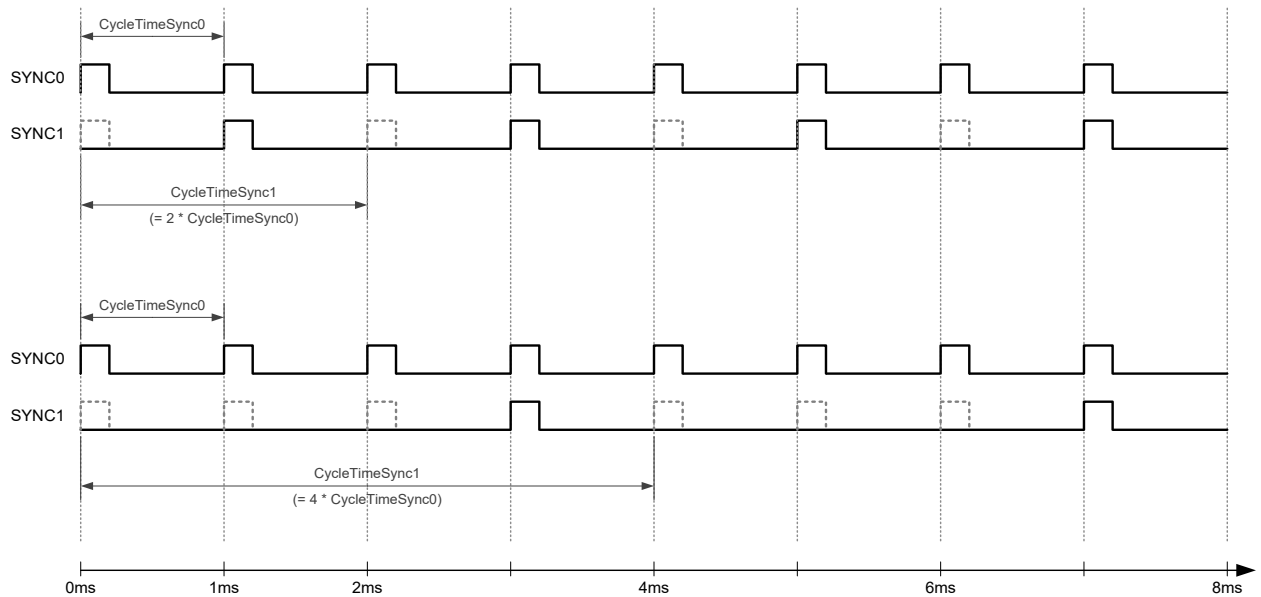 CycleTimeSync0
SYNC0
SYNC1
CycleTimeSync1
(= 2 * CycleTimeSync0)
CycleTimeSync0
SYNC0
SYNC1
CycleTimeSync1
(= 4 * CycleTimeSync0)
0ms 1ms 2ms 4ms 6ms 8ms